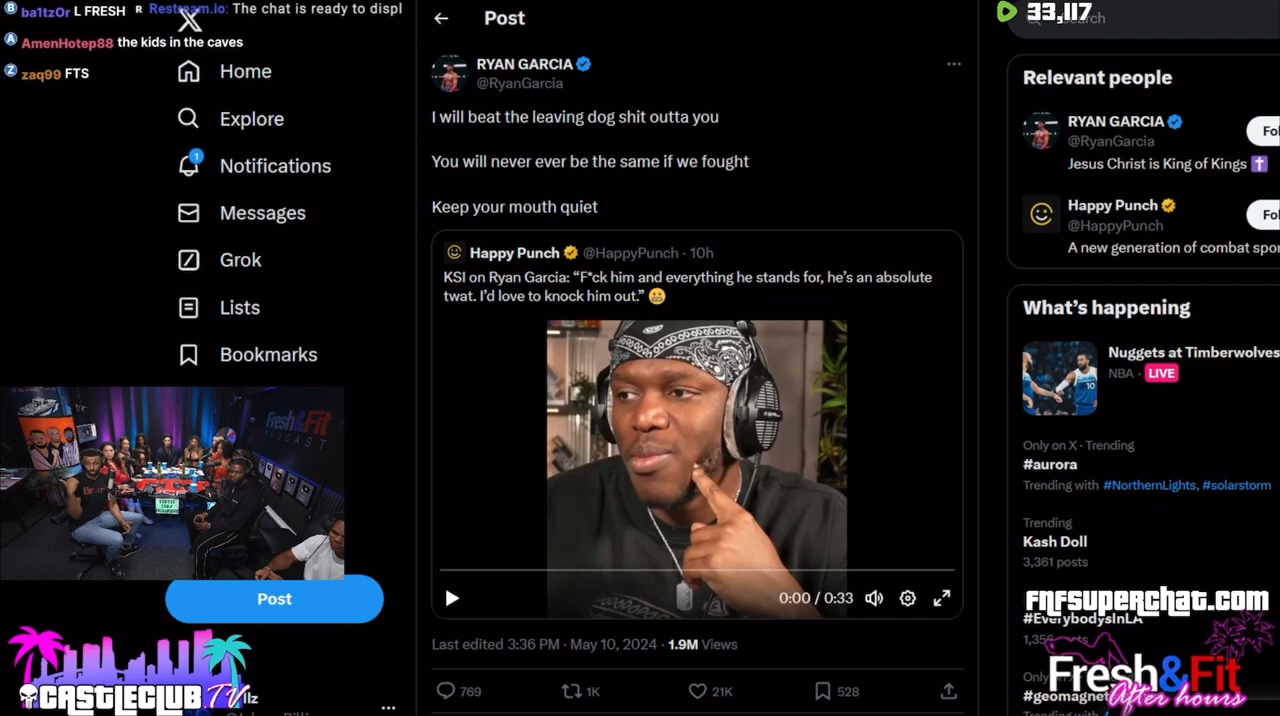 ba1tzOr L FRESH
Restream.io: The chat is ready to displ
AmenHotep88 the kids in the caves
zaq99 FTS
Home
Explore
1
Notifications
Messages
Grok
Lists
Bookmarks
Fresh&Fit
PODCAST
Post
CASTLECLUB.TV
Post
RYAN GARCIA
@RyanGarcia
I will beat the leaving dog shit outta you
You will never ever be the same if we fought
Keep your mouth quiet
Happy Punch @HappyPunch · 10h
KSI on Ryan Garcia: “F*ck him and everything he stands for, he’s an absolute
twat. I’d love to knock him out.” 😬
0:00 / 0:33
Last edited 3:36 PM · May 10, 2024 · 1.9M Views
769
1K
21K
528
33,117
Relevant people
RYAN GARCIA
@RyanGarcia
Fol
Jesus Christ is King of Kings ✝️
Happy Punch
@HappyPunch
Fol
A new generation of combat spor
What’s happening
Nuggets at Timberwolves
NBA · LIVE
Only on X · Trending
#aurora
Trending with #NorthernLights, #solarstorm
Trending
Kash Doll
3,361 posts
fnfsuperchat.com
#EverybodysInLA
Fresh&Fit
After hours
#geomagnet